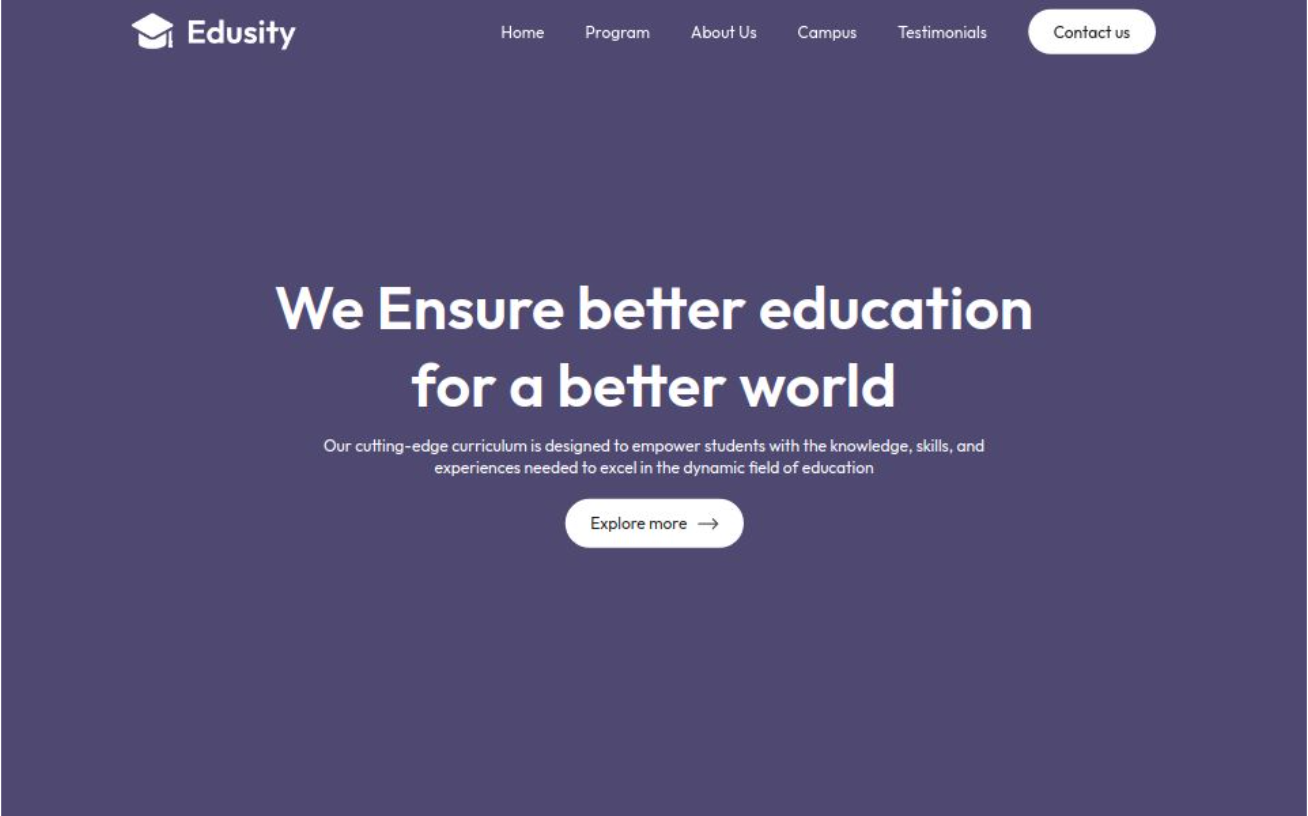 Edusity
Home Program About Us Campus Testimonials Contact us
We Ensure better education
for a better world
Our cutting-edge curriculum is designed to empower students with the knowledge, skills, and
experiences needed to excel in the dynamic field of education
Explore more